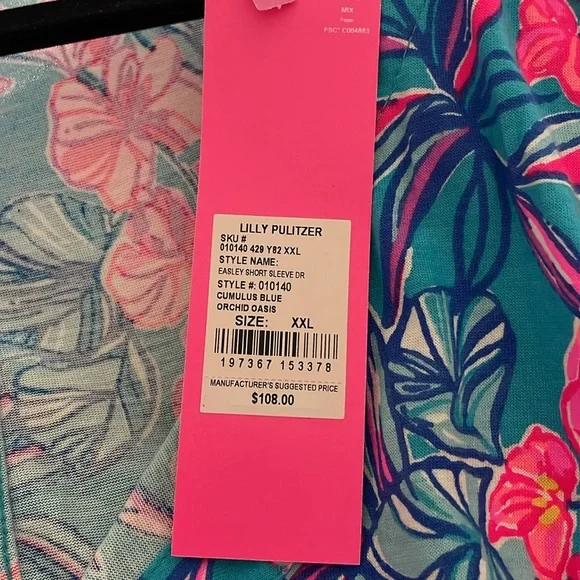 MIX
Paper
FSC® C004883
LILLY PULITZER
SKU #
010140 429 Y82 XXL
STYLE NAME:
EASLEY SHORT SLEEVE DR
STYLE #: 010140
CUMULUS BLUE
ORCHID OASIS
SIZE: XXL
197367 153378
MANUFACTURER'S SUGGESTED PRICE
$108.00